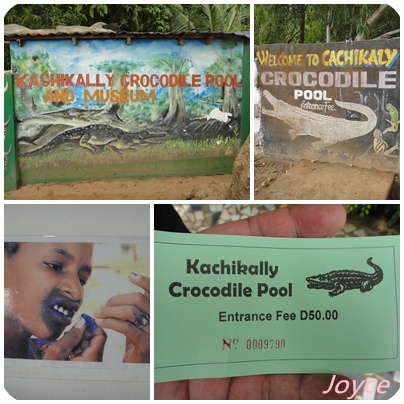 KACHIKALLY CROCODILE POOL
AND MUSEUM
WELCOME TO CACHIKALY
CROCODILE
POOL
Entrance fee
Kachikally
Crocodile Pool
Entrance Fee D50.00
Nº 0009790
Joyce